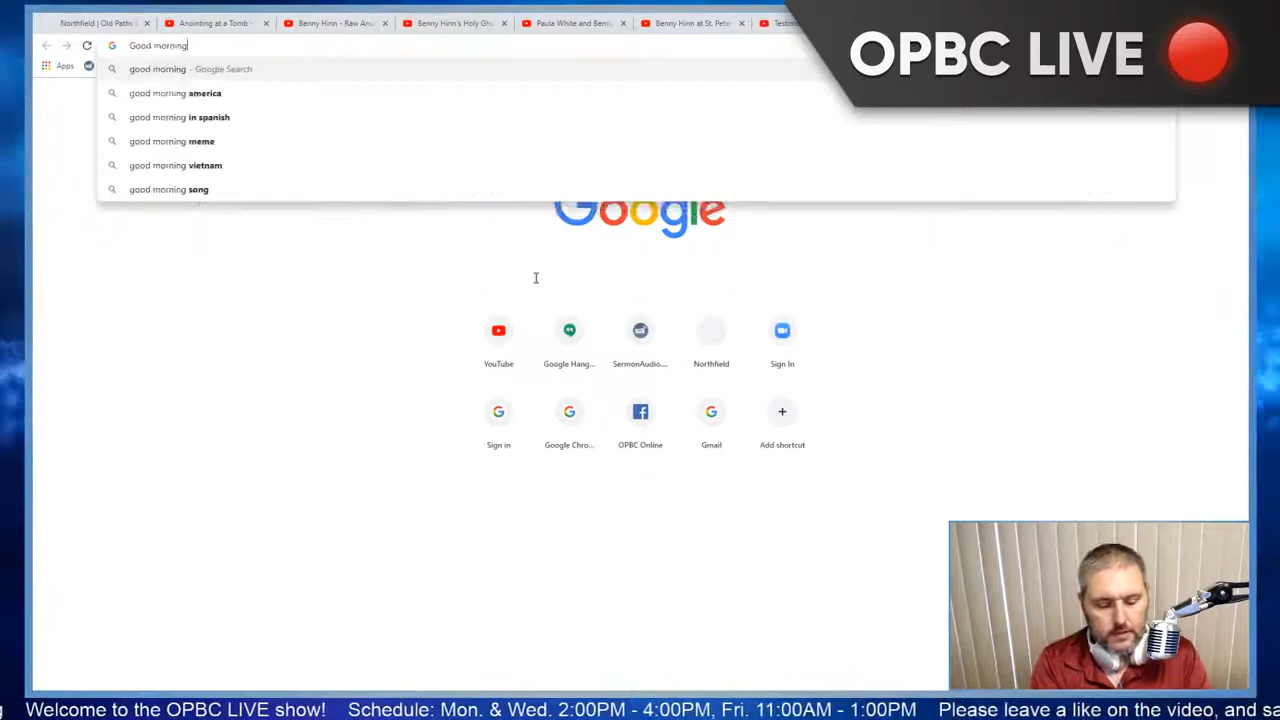 Northfield | Old Paths
Anointing at a Tomb -
Benny Hinn - Raw Ano
Benny Hinn's Holy Gho
Paula White and Benny
Benny Hinn at St. Peter
Testimo
Good morning
Apps
good morning - Google Search
good morning america
good morning in spanish
good morning meme
good morning vietnam
good morning song
OPBC LIVE
Google
YouTube
Google Hang...
SermonAudio....
Northfield
Sign In
Sign in
Google Chro...
OPBC Online
Gmail
Add shortcut
g Welcome to the OPBC LIVE show! Schedule: Mon. & Wed. 2:00PM - 4:00PM, Fri. 11:00AM - 1:00PM Please leave a like on the video, and sa